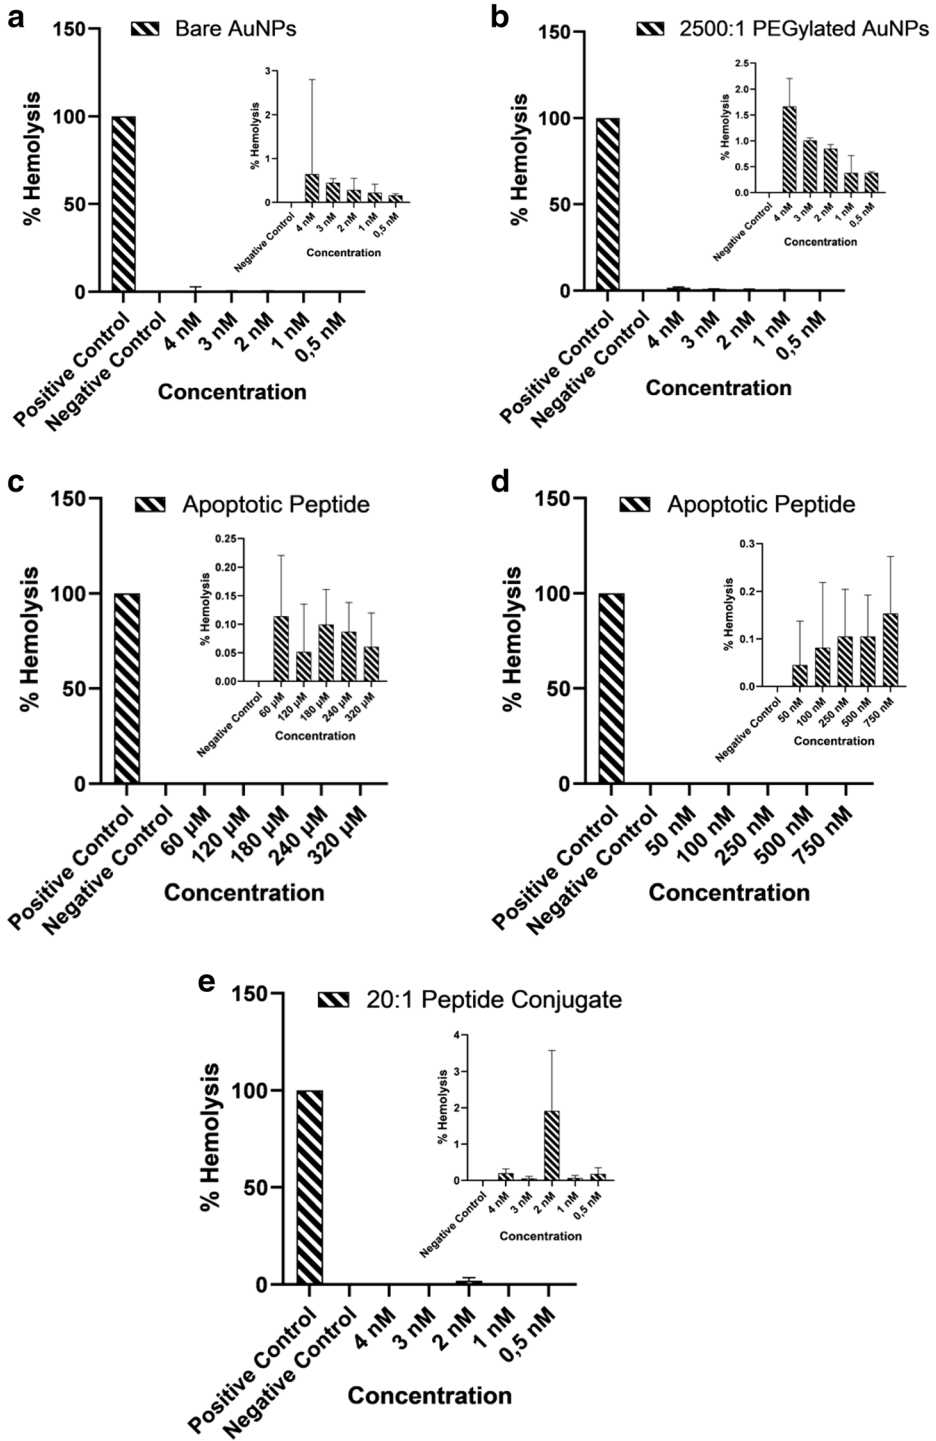 a
Bare AuNPs
150
100
50
0
% Hemolysis
3
2
1
0
% Hemolysis
Negative Control
4 nM
3 nM
2 nM
1 nM
0,5 nM
Concentration
Positive Control
Negative Control
4 nM
3 nM
2 nM
1 nM
0,5 nM
Concentration
b
2500:1 PEGylated AuNPs
150
100
50
0
% Hemolysis
2.5
2.0
1.5
1.0
0.5
0.0
% Hemolysis
Negative Control
4 nM
3 nM
2 nM
1 nM
0,5 nM
Concentration
Positive Control
Negative Control
4 nM
3 nM
2 nM
1 nM
0,5 nM
Concentration
c
Apoptotic Peptide
150
100
50
0
% Hemolysis
0.25
0.20
0.15
0.10
0.05
0.00
% Hemolysis
Negative Control
60 µM
120 µM
180 µM
240 µM
320 µM
Concentration
Positive Control
Negative Control
60 µM
120 µM
180 µM
240 µM
320 µM
Concentration
d
Apoptotic Peptide
150
100
50
0
% Hemolysis
0.3
0.2
0.1
0.0
% Hemolysis
Negative Control
50 nM
100 nM
250 nM
500 nM
750 nM
Concentration
Positive Control
Negative Control
50 nM
100 nM
250 nM
500 nM
750 nM
Concentration
e
20:1 Peptide Conjugate
150
100
50
0
% Hemolysis
4
3
2
1
0
% Hemolysis
Negative Control
4 nM
3 nM
2 nM
1 nM
0,5 nM
Concentration
Positive Control
Negative Control
4 nM
3 nM
2 nM
1 nM
0,5 nM
Concentration